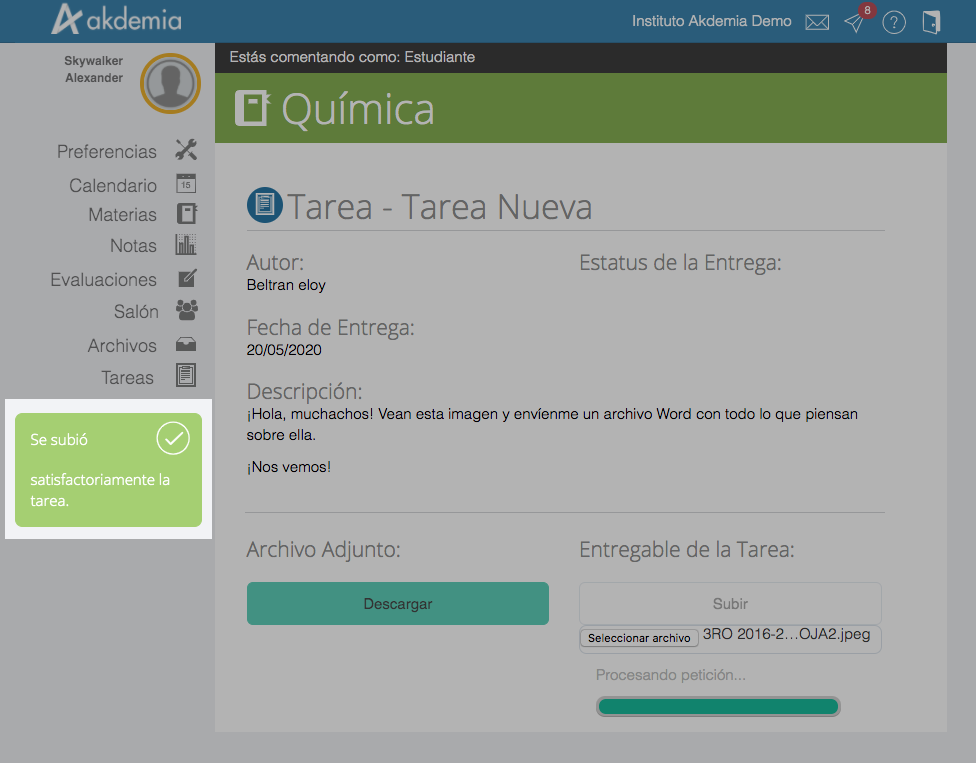 akdemia
Instituto Akdemia Demo
8
?
Skywalker
Alexander
Estás comentando como: Estudiante
Química
Preferencias
Calendario
15
Materias
Notas
Evaluaciones
Salón
Archivos
Tareas
Se subió
satisfactoriamente la
tarea.
Tarea - Tarea Nueva
Autor:
Beltran eloy
Estatus de la Entrega:
Fecha de Entrega:
20/05/2020
Descripción:
¡Hola, muchachos! Vean esta imagen y envíenme un archivo Word con todo lo que piensan
sobre ella.
¡Nos vemos!
Archivo Adjunto:
Descargar
Entregable de la Tarea:
Subir
Seleccionar archivo 3RO 2016-2…OJA2.jpeg
Procesando petición...